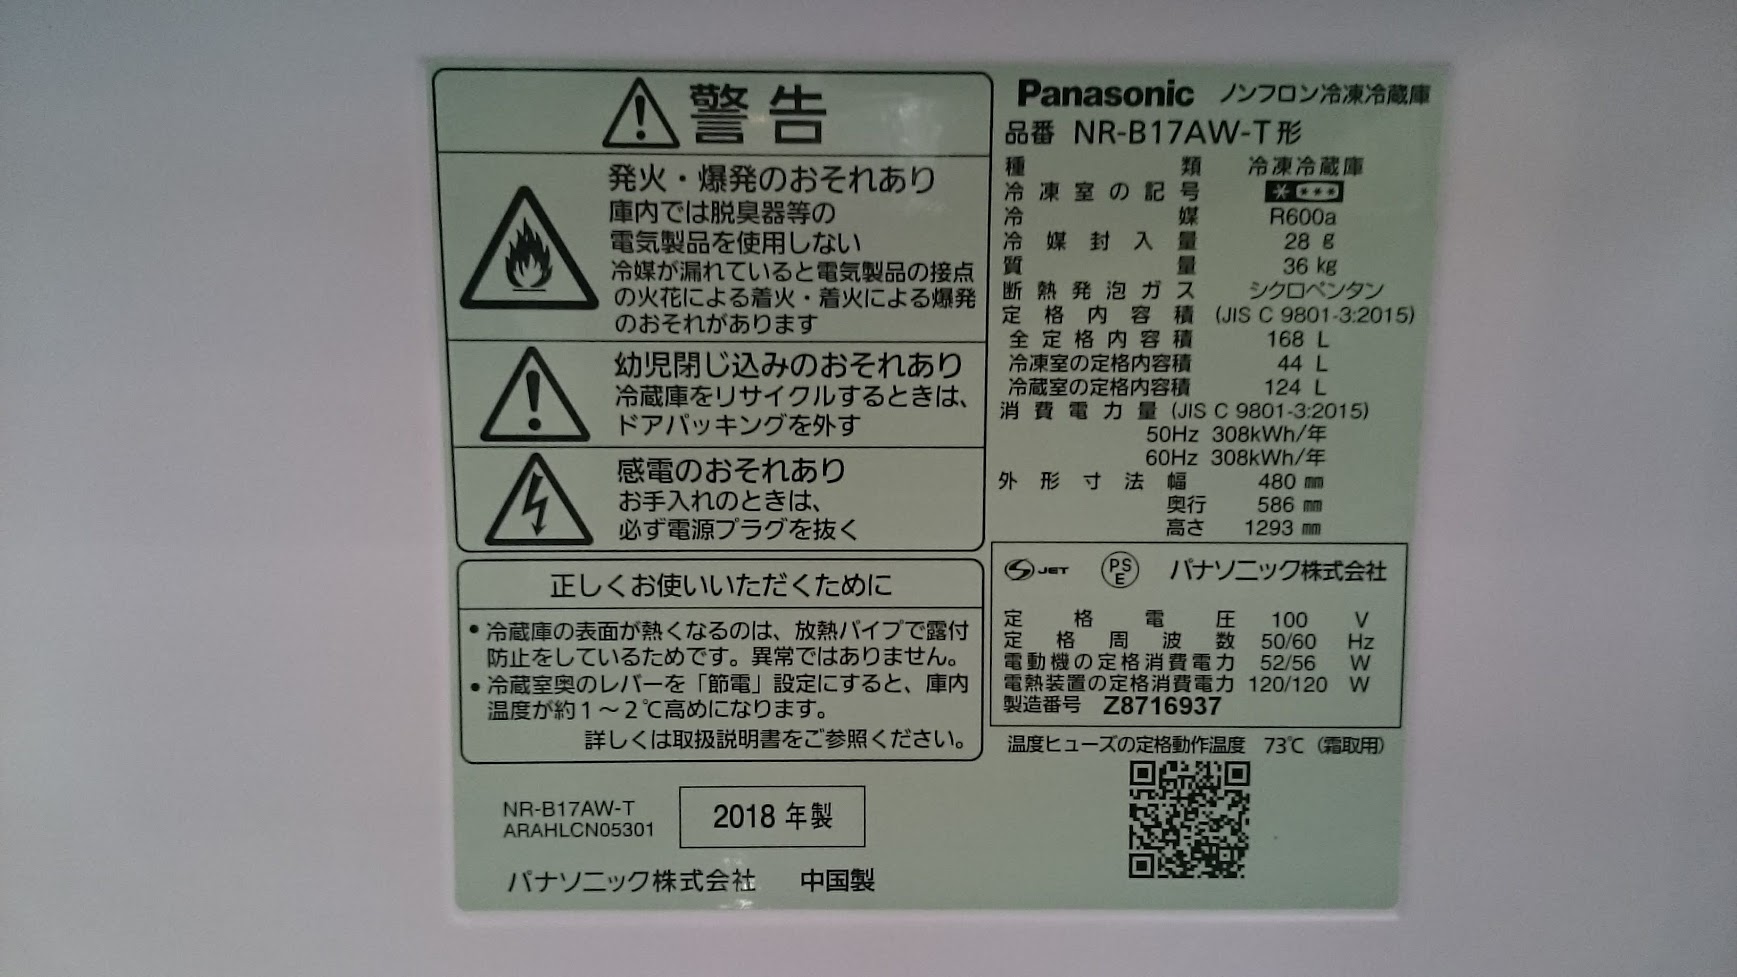 警告
発火・爆発のおそれあり
庫内では脱臭器等の
電気製品を使用しない
冷媒が漏れていると電気製品の接点
の火花による着火・着火による爆発
のおそれがあります
幼児閉じ込みのおそれあり
冷蔵庫をリサイクルするときは、
ドアパッキングを外す
感電のおそれあり
お手入れのときは、
必ず電源プラグを抜く
正しくお使いいただくために
• 冷蔵庫の表面が熱くなるのは、放熱パイプで露付
防止をしているためです。異常ではありません。
• 冷蔵室奥のレバーを「節電」設定にすると、庫内
温度が約1～2℃高めになります。
詳しくは取扱説明書をご参照ください。
NR-B17AW-T
ARAHLCN05301
2018 年製
パナソニック株式会社 中国製
Panasonic ノンフロン冷凍冷蔵庫
品番 NR-B17AW-T形
種類 冷凍冷蔵庫
冷凍室の記号
冷媒 R600a
冷媒封入量 28 g
質量 36 kg
断熱発泡ガス シクロペンタン
定格内容積 (JIS C 9801-3:2015)
全定格内容積 168 L
冷凍室の定格内容積 44 L
冷蔵室の定格内容積 124 L
消費電力量 (JIS C 9801-3:2015)
50Hz 308kWh/年
60Hz 308kWh/年
外形寸法 幅 480 mm
奥行 586 mm
高さ 1293 mm
JET PSE パナソニック株式会社
定格電圧 100 V
定格周波数 50/60 Hz
電動機の定格消費電力 52/56 W
電熱装置の定格消費電力 120/120 W
製造番号 Z8716937
温度ヒューズの定格動作温度 73℃ (霜取用)